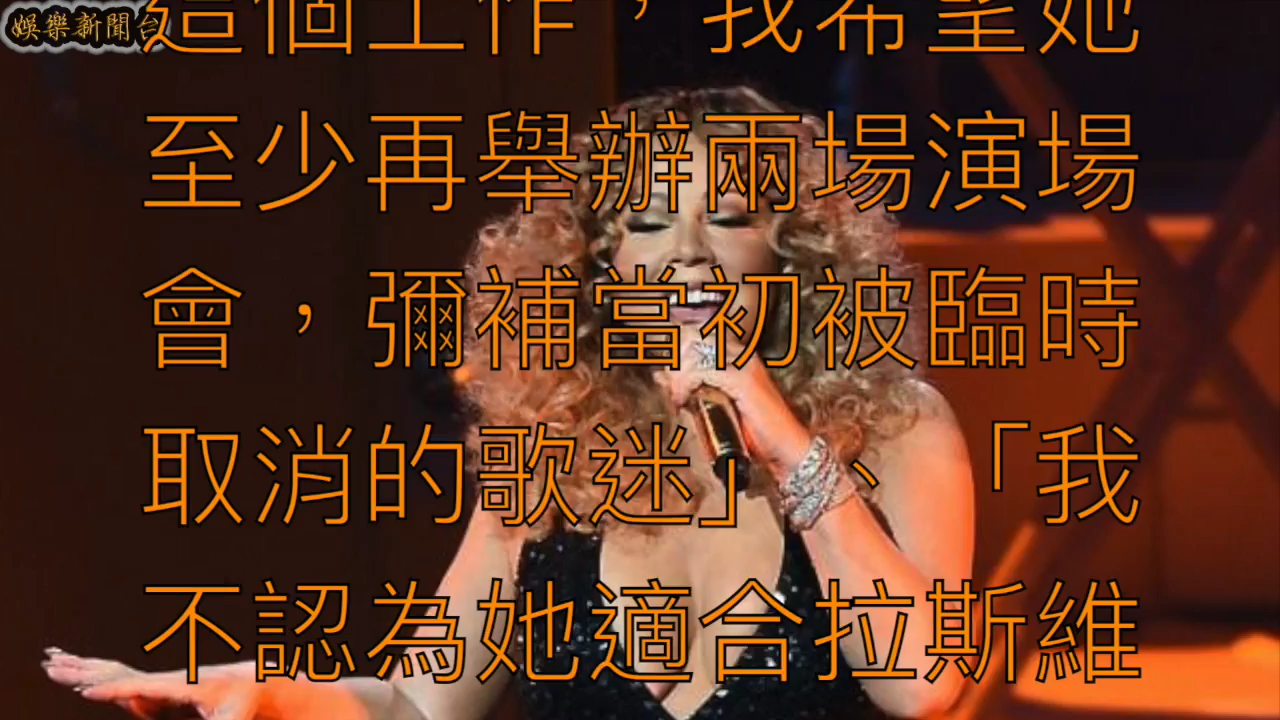 娛樂新聞台
這個工作，我希望她
至少再舉辦兩場演場
會，彌補當初被臨時
取消的歌迷」、「我
不認為她適合拉斯維